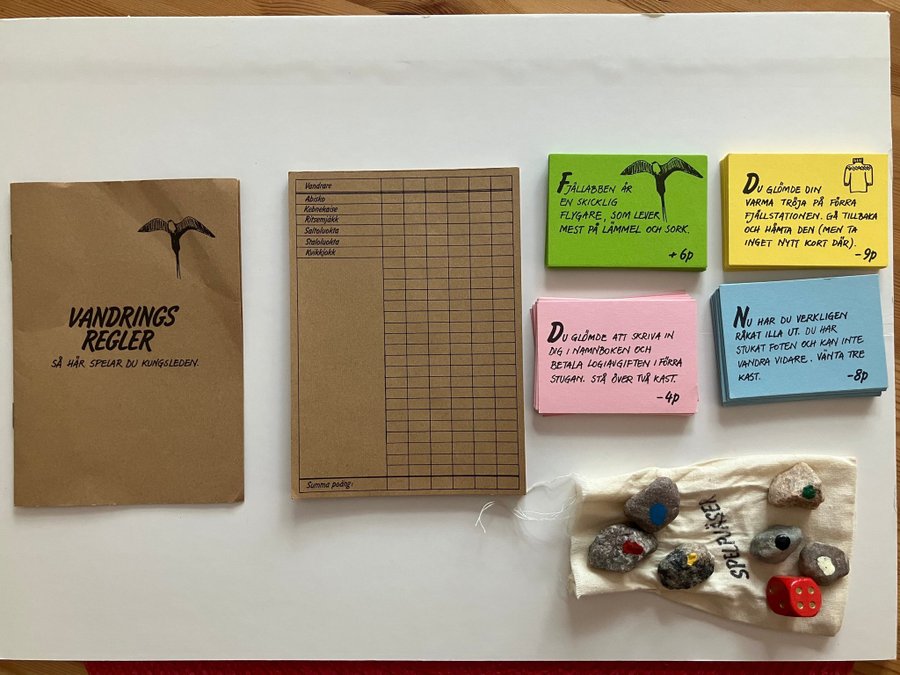 VANDRINGS
REGLER
SÅ HÄR SPELAR DU KUNGSLEDEN.
Vandrare
Abisko
Kebnekaise
Ritsemjåkk
Saltoluokta
Staloluokta
Kvikkjokk
Summa poäng:
FJÄLLABBEN ÄR
EN SKICKLIG
FLYGARE, SOM LEVER
MEST PÅ LÄMMEL OCH SORK.
+6p
DU GLÖMDE DIN
VARMA TRÖJA PÅ FÖRRA
FJÄLLSTATIONEN. GÅ TILLBAKA
OCH HÄMTA DEN (MEN TA
INGET NYTT KORT DÄR).
-9p
DU GLÖMDE ATT SKRIVA IN
DIG I NAMNBOKEN OCH
BETALA LOGIAVGIFTEN I FÖRRA
STUGAN. STÅ ÖVER TVÅ KAST.
-4p
NU HAR DU VERKLIGEN
RÅKAT ILLA UT. DU HAR
STUKAT FOTEN OCH KAN INTE
VANDRA VIDARE. VÄNTA TRE
KAST.
-8p
SPELPJÄSER